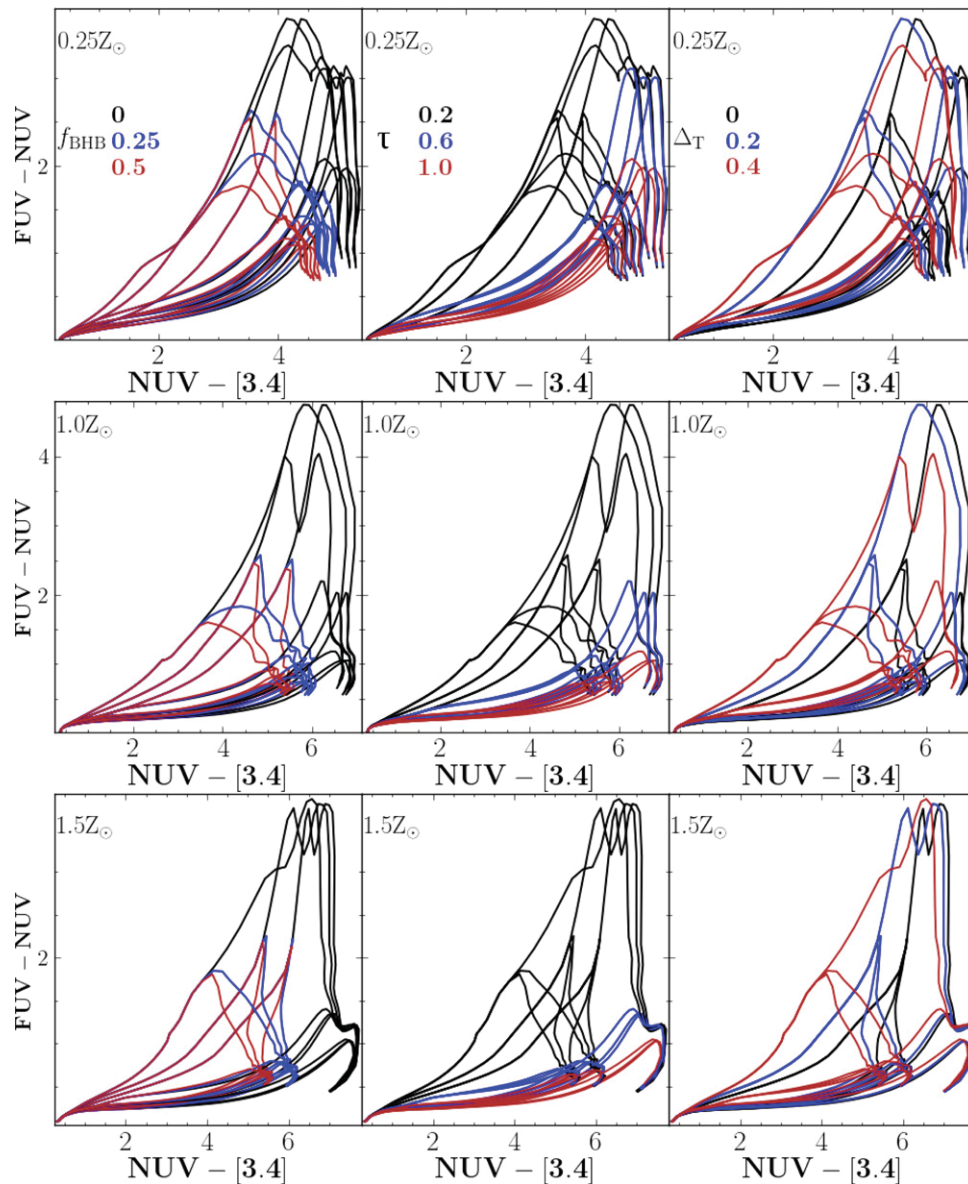 0.25Z⊙ 0.25Z⊙ 0.25Z⊙
0 0.2 0
f_BHB 0.25 τ 0.6 Δ_T 0.2
0.5 1.0 0.4
FUV − NUV
2
2 4 2 4 2 4
NUV − [3.4] NUV − [3.4] NUV − [3.4]
1.0Z⊙ 1.0Z⊙ 1.0Z⊙
4
FUV − NUV
2
2 4 6 2 4 6 2 4 6
NUV − [3.4] NUV − [3.4] NUV − [3.4]
1.5Z⊙ 1.5Z⊙ 1.5Z⊙
FUV − NUV
2
2 4 6 2 4 6 2 4 6
NUV − [3.4] NUV − [3.4] NUV − [3.4]